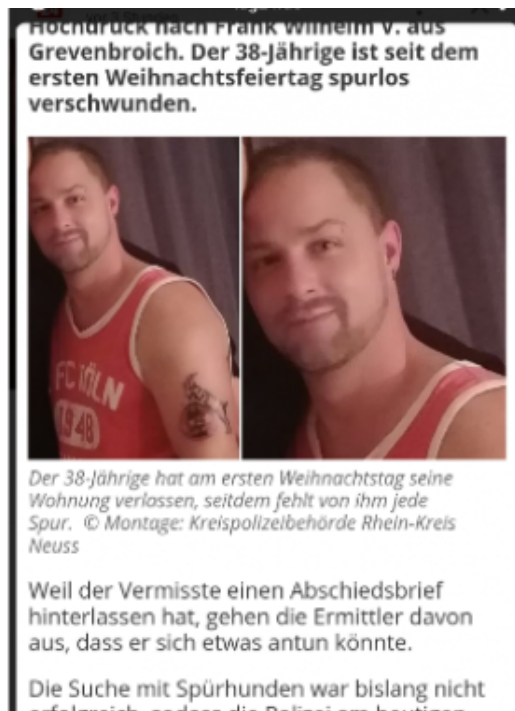 Hochdruck nach Frank Wilhelm V. aus
Grevenbroich. Der 38-Jährige ist seit dem
ersten Weihnachtsfeiertag spurlos
verschwunden.
FC KÖLN
1948
Der 38-Jährige hat am ersten Weihnachtstag seine
Wohnung verlassen, seitdem fehlt von ihm jede
Spur. © Montage: Kreispolizeibehörde Rhein-Kreis
Neuss
Weil der Vermisste einen Abschiedsbrief
hinterlassen hat, gehen die Ermittler davon
aus, dass er sich etwas antun könnte.
Die Suche mit Spürhunden war bislang nicht